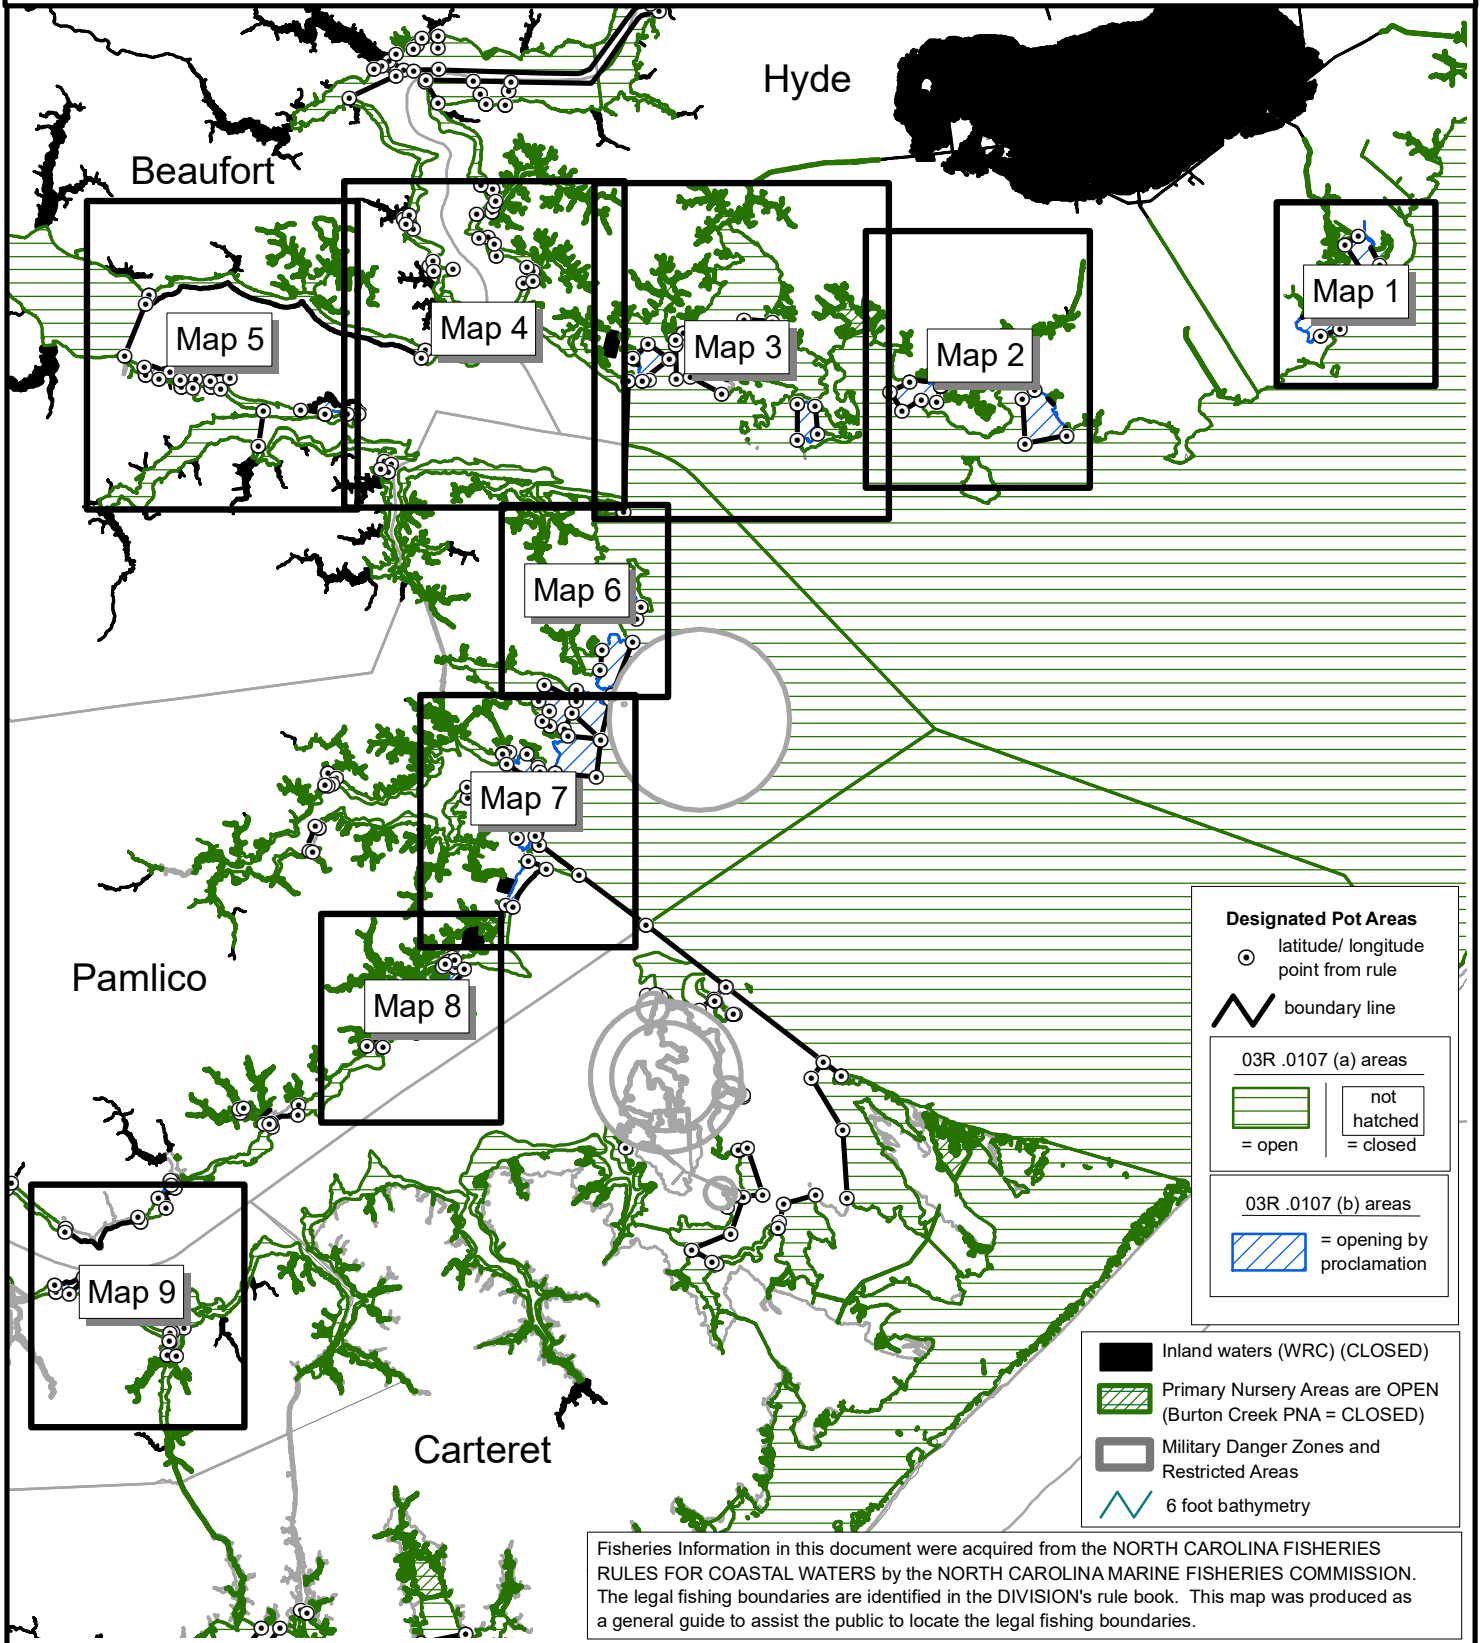 Hyde
Beaufort
Map 1
Map 5
Map 4
Map 3
Map 2
Map 6
Map 7
Pamlico
Map 8
Map 9
Carteret
Designated Pot Areas
latitude/ longitude
point from rule
boundary line
03R .0107 (a) areas
= open
not
hatched
= closed
03R .0107 (b) areas
= opening by
proclamation
Inland waters (WRC) (CLOSED)
Primary Nursery Areas are OPEN
(Burton Creek PNA = CLOSED)
Military Danger Zones and
Restricted Areas
6 foot bathymetry
Fisheries Information in this document were acquired from the NORTH CAROLINA FISHERIES
RULES FOR COASTAL WATERS by the NORTH CAROLINA MARINE FISHERIES COMMISSION.
The legal fishing boundaries are identified in the DIVISION's rule book.  This map was produced as
a general guide to assist the public to locate the legal fishing boundaries.